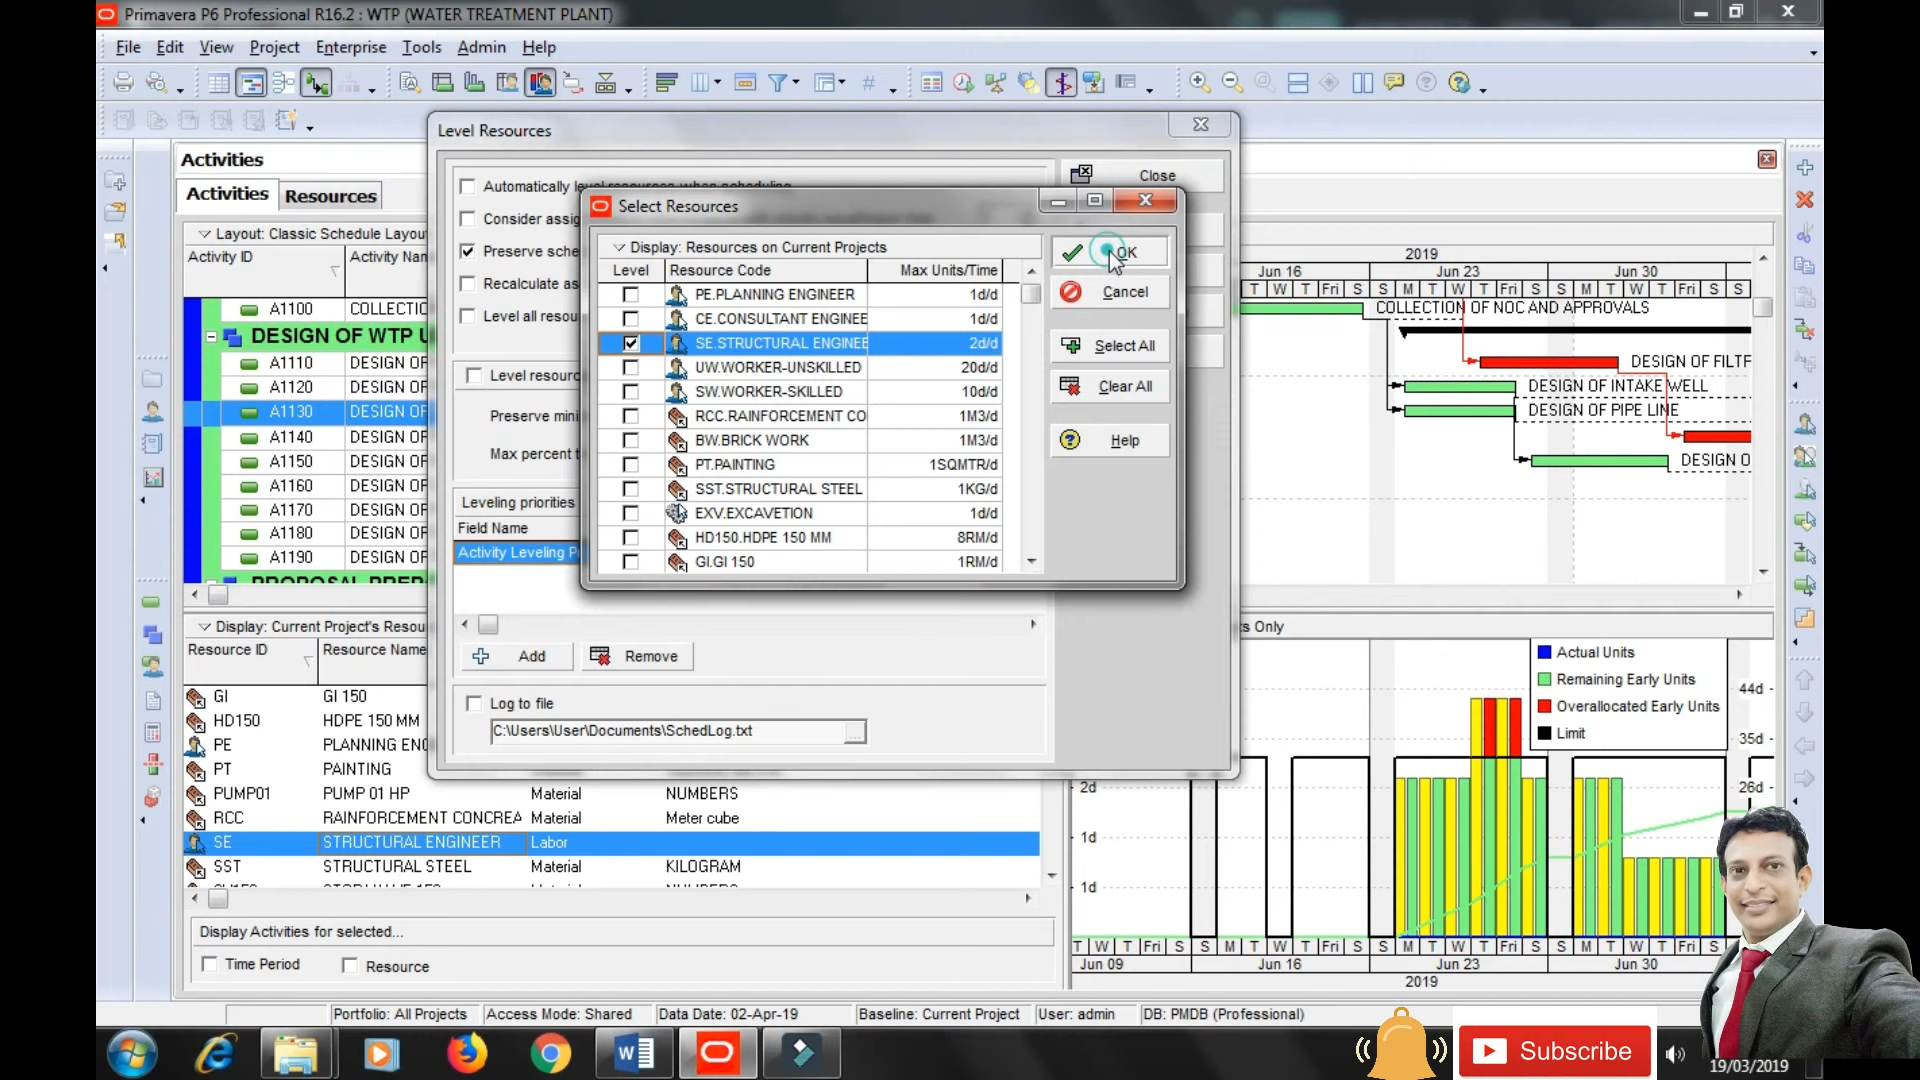 Primavera P6 Professional R16.2 : WTP (WATER TREATMENT PLANT)
File Edit View Project Enterprise Tools Admin Help
Activities
Activities Resources
Layout: Classic Schedule Layou
Activity ID Activity Nan
A1100 COLLECTIO
DESIGN OF WTP U
A1110 DESIGN OF
A1120 DESIGN OF
A1130 DESIGN OF
A1140 DESIGN OF
A1150 DESIGN OF
A1160 DESIGN OF
A1170 DESIGN OF
A1180 DESIGN OF
A1190 DESIGN OF
Level Resources
Close
Automatically level resources when scheduling
Consider assig
Preserve sche
Recalculate as
Level all resou
Level resourc
Preserve mini
Max percent t
Leveling priorities
Field Name
Activity Leveling P
Add Remove
Log to file
C:\Users\User\Documents\SchedLog.txt
...
Select Resources
Display: Resources on Current Projects
Level Resource Code Max Units/Time
PE.PLANNING ENGINEER 1d/d
CE.CONSULTANT ENGINEE 1d/d
SE.STRUCTURAL ENGINEE 2d/d
UW.WORKER-UNSKILLED 20d/d
SW.WORKER-SKILLED 10d/d
RCC.RAINFORCEMENT CO 1M3/d
BW.BRICK WORK 1M3/d
PT.PAINTING 1SQMTR/d
SST.STRUCTURAL STEEL 1KG/d
EXV.EXCAVETION 1d/d
HD150.HDPE 150 MM 8RM/d
GI.GI 150 1RM/d
OK
Cancel
Select All
Clear All
Help
2019
Jun 16 Jun 23 Jun 30
T W T Fri S S M T W T Fri S S M T W T Fri S S
COLLECTION OF NOC AND APPROVALS
DESIGN OF FILTF
DESIGN OF INTAKE WELL
DESIGN OF PIPE LINE
DESIGN O
Display: Current Project's Resou
Resource ID Resource Name
GI GI 150
HD150 HDPE 150 MM
PE PLANNING ENG
PT PAINTING
PUMP01 PUMP 01 HP Material NUMBERS
RCC RAINFORCEMENT CONCREA Material Meter cube
SE STRUCTURAL ENGINEER Labor
SST STRUCTURAL STEEL Material KILOGRAM
Display Activities for selected...
Time Period Resource
ts Only
Actual Units
Remaining Early Units
Overallocated Early Units
Limit
44d
35d
26d
2d
1d
1d
T W T Fri S S M T W T Fri S S M T W T Fri S S M T W T Fri S
Jun 09 Jun 16 Jun 23 Jun 30
2019
Portfolio: All Projects Access Mode: Shared Data Date: 02-Apr-19 Baseline: Current Project User: admin DB: PMDB (Professional)
Subscribe
19/03/2019